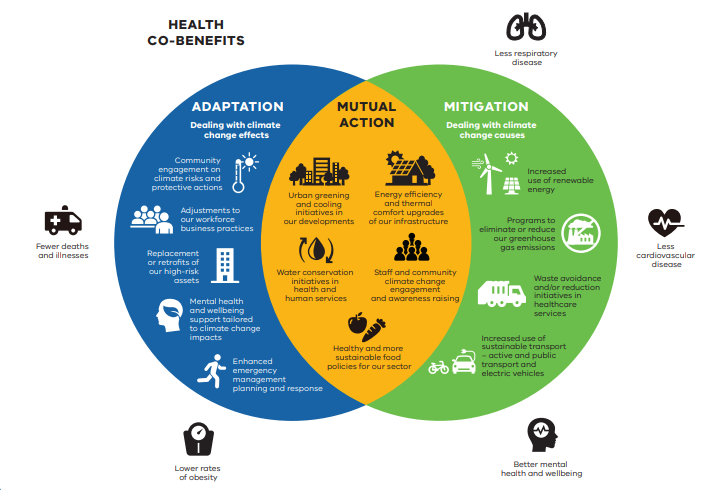 HEALTH
CO-BENEFITS
Less respiratory
disease
ADAPTATION
Dealing with climate
change effects
MUTUAL
ACTION
MITIGATION
Dealing with climate
change causes
Community
engagement on
climate risks and
protective actions
Adjustments to
our workforce
business practices
Replacement
or retrofits of
our high-risk
assets
Mental health
and wellbeing
support tailored
to climate change
impacts
Enhanced
emergency
management
planning and response
Urban greening
and cooling
initiatives in
our developments
Energy efficiency
and thermal
comfort upgrades
of our infrastructure
Water conservation
initiatives in
health and
human services
Staff and community
climate change
engagement
and awareness raising
Healthy and more
sustainable food
policies for our sector
Increased
use of renewable
energy
Programs to
eliminate or reduce
our greenhouse
gas emissions
Waste avoidance
and/or reduction
initiatives in
healthcare
services
Increased use of
sustainable transport
– active and public
transport and
electric vehicles
Fewer deaths
and illnesses
Less
cardiovascular
disease
Lower rates
of obesity
Better mental
health and wellbeing